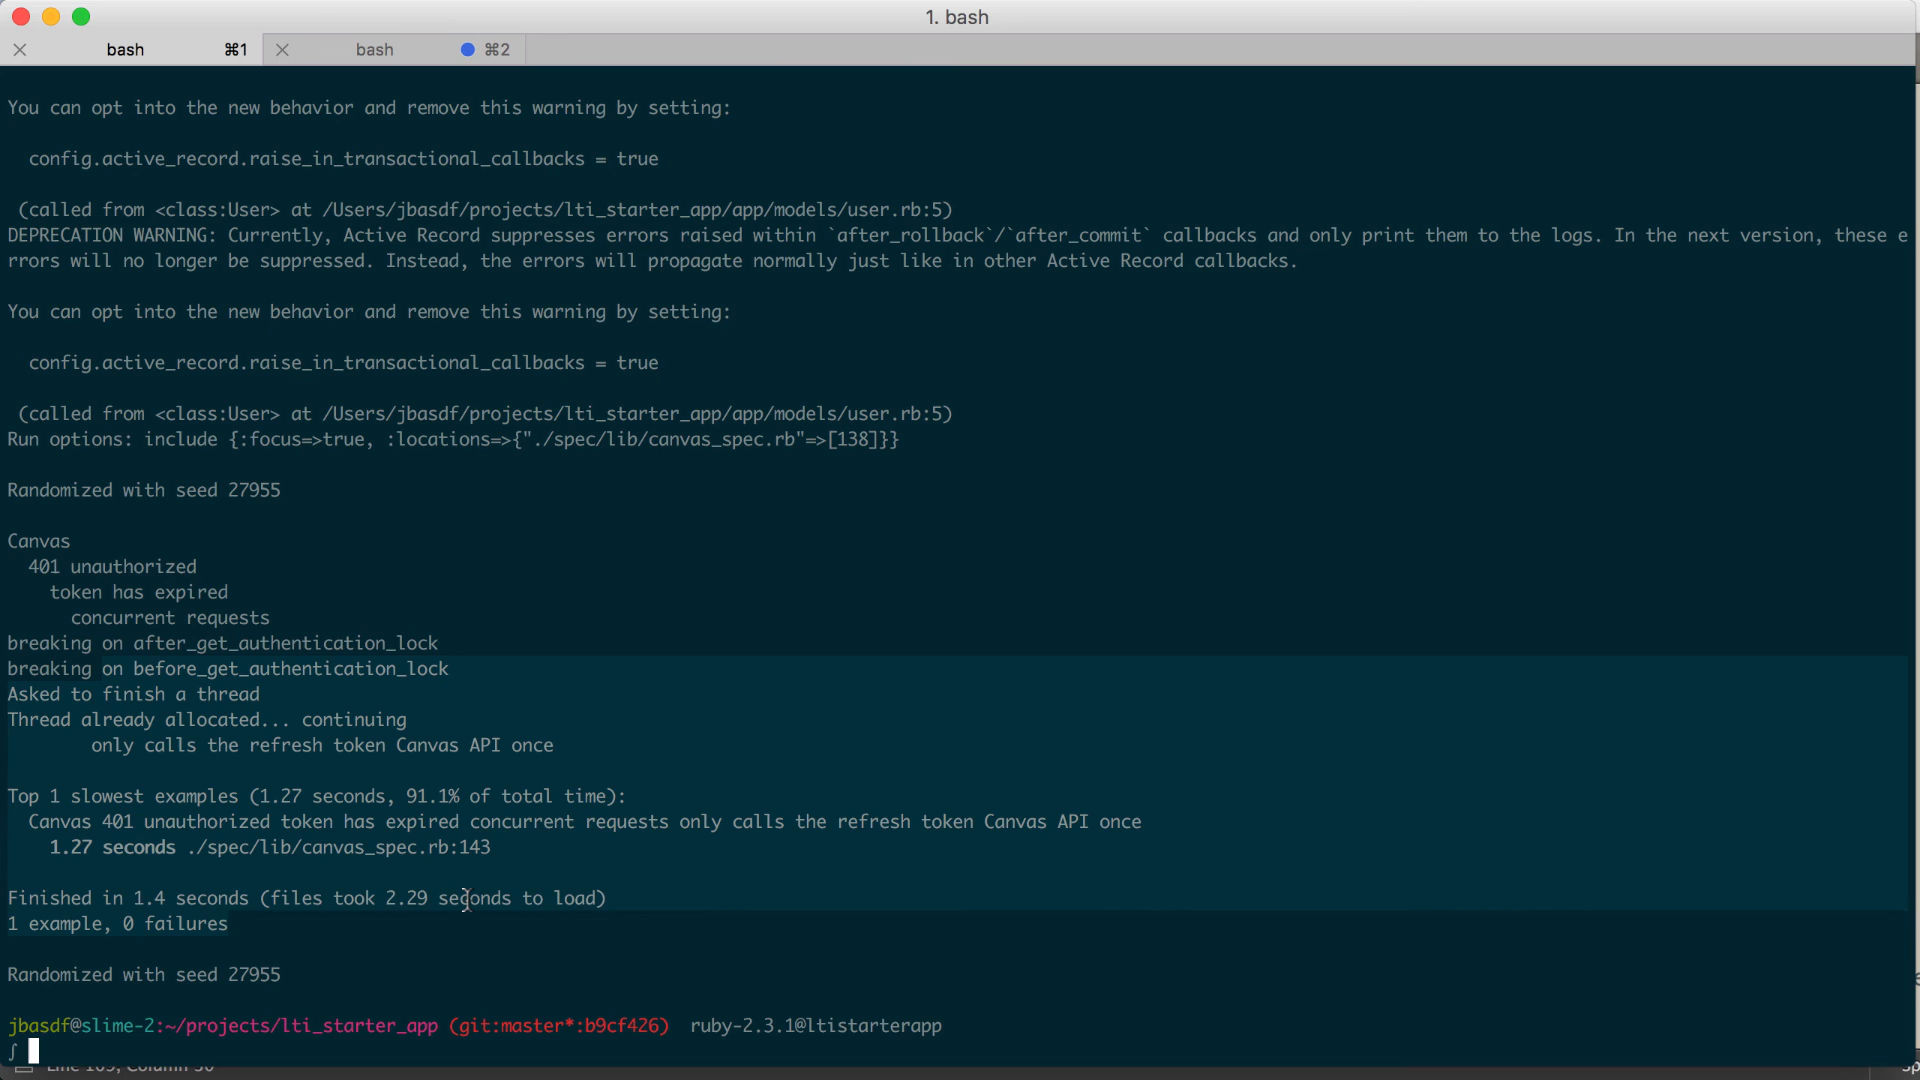 1. bash
bash ⌘1 bash ⌘2
You can opt into the new behavior and remove this warning by setting:
config.active_record.raise_in_transactional_callbacks = true
(called from <class:User> at /Users/jbasdf/projects/lti_starter_app/app/models/user.rb:5)
DEPRECATION WARNING: Currently, Active Record suppresses errors raised within `after_rollback`/`after_commit` callbacks and only print them to the logs. In the next version, these e
rrors will no longer be suppressed. Instead, the errors will propagate normally just like in other Active Record callbacks.
You can opt into the new behavior and remove this warning by setting:
config.active_record.raise_in_transactional_callbacks = true
(called from <class:User> at /Users/jbasdf/projects/lti_starter_app/app/models/user.rb:5)
Run options: include {:focus=>true, :locations=>{"./spec/lib/canvas_spec.rb"=>[138]}}
Randomized with seed 27955
Canvas
401 unauthorized
token has expired
concurrent requests
breaking on after_get_authentication_lock
breaking on before_get_authentication_lock
Asked to finish a thread
Thread already allocated... continuing
only calls the refresh token Canvas API once
Top 1 slowest examples (1.27 seconds, 91.1% of total time):
Canvas 401 unauthorized token has expired concurrent requests only calls the refresh token Canvas API once
1.27 seconds ./spec/lib/canvas_spec.rb:143
Finished in 1.4 seconds (files took 2.29 seconds to load)
1 example, 0 failures
Randomized with seed 27955
jbasdf@slime-2:~/projects/lti_starter_app (git:master*:b9cf426) ruby-2.3.1@ltistarterapp
∫